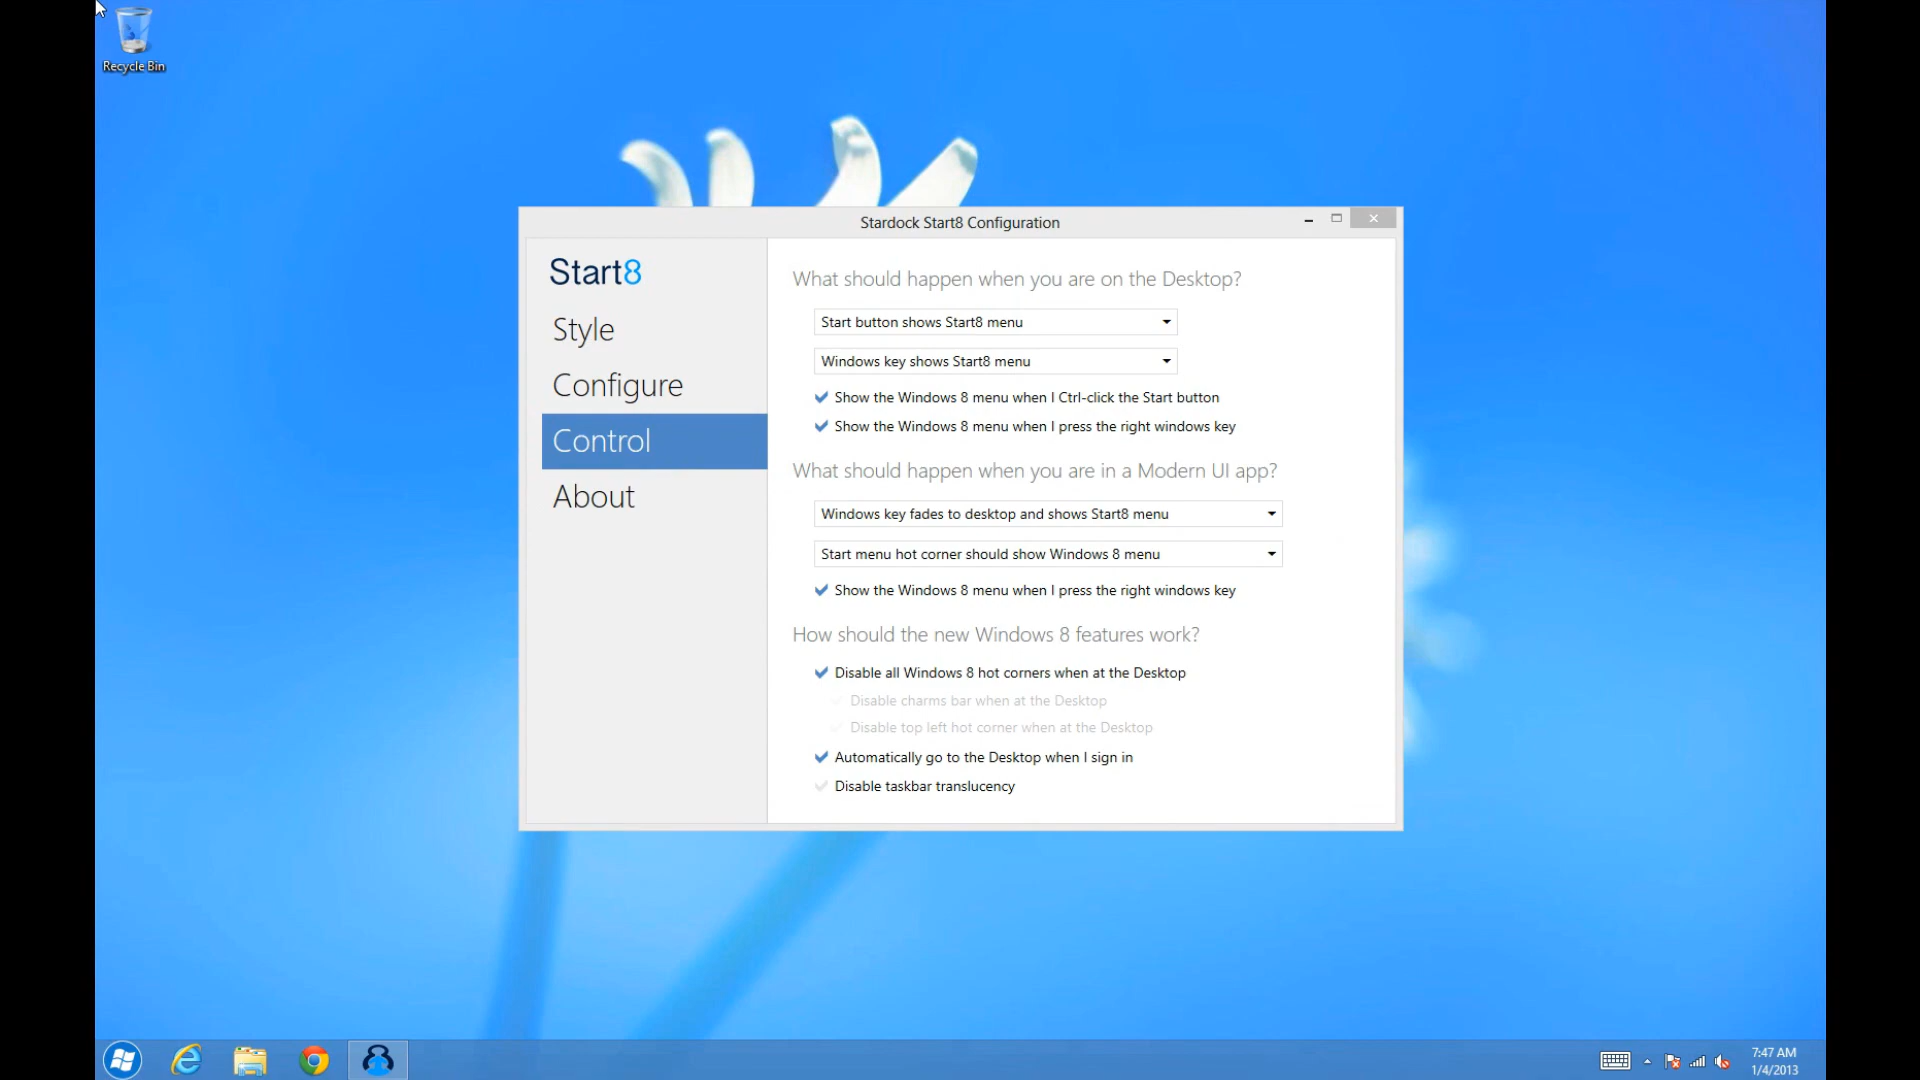 Recycle Bin
Stardock Start8 Configuration
Start8
Style
Configure
Control
About
What should happen when you are on the Desktop?
Start button shows Start8 menu
Windows key shows Start8 menu
Show the Windows 8 menu when I Ctrl-click the Start button
Show the Windows 8 menu when I press the right windows key
What should happen when you are in a Modern UI app?
Windows key fades to desktop and shows Start8 menu
Start menu hot corner should show Windows 8 menu
Show the Windows 8 menu when I press the right windows key
How should the new Windows 8 features work?
Disable all Windows 8 hot corners when at the Desktop
Disable charms bar when at the Desktop
Disable top left hot corner when at the Desktop
Automatically go to the Desktop when I sign in
Disable taskbar translucency
7:47 AM
1/4/2013